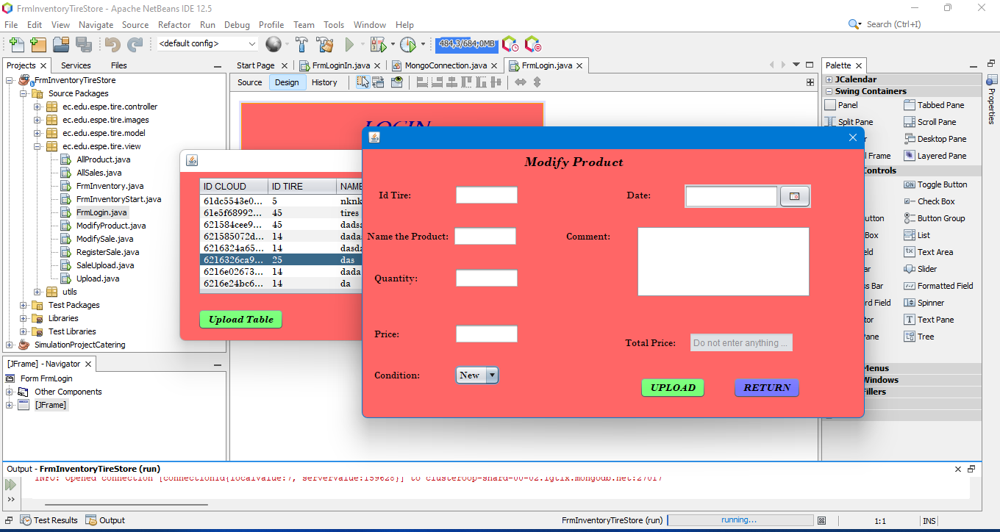 FrmInventoryTireStore - Apache NetBeans IDE 12.5
File Edit View Navigate Source Refactor Run Debug Profile Team Tools Window Help
Search (Ctrl+I)
<default config>
484,3/684,0MB
Projects Services Files
Start Page FrmLoginIn.java MongoConnection.java FrmLogin.java
Palette
Source Design History
FrmInventoryTireStore
Source Packages
ec.edu.espe.tire.controller
ec.edu.espe.tire.images
ec.edu.espe.tire.model
ec.edu.espe.tire.view
AllProduct.java
AllSales.java
FrmInventory.java
FrmInventoryStart.java
FrmLogin.java
ModifyProduct.java
ModifySale.java
RegisterSale.java
SaleUpload.java
Upload.java
utils
Test Packages
Libraries
Test Libraries
SimulationProjectCatering
[JFrame] - Navigator
Form FrmLogin
Other Components
[JFrame]
LOGIN
ID CLOUD ID TIRE NAME
61dc5543e0... 5 nknk
61e5f68992... 45 tires
621584cee9... 45 dadsa
621585072d... 14 dadas
6216324a65... 14 dasda
6216326ca9... 25 das
6216e02673... 14 dada
6216e24bc6... 14 da
Upload Table
Modify Product
Id Tire: Date:
Name the Product: Comment:
Quantity:
Price:
Total Price: Do not enter anything ...
Condition: New
UPLOAD RETURN
JCalendar
Swing Containers
Panel Tabbed Pane
Split Pane Scroll Pane
Desktop Pane
l Frame Layered Pane
Controls
Toggle Button
Check Box
utton Button Group
Box List
eld Text Area
ar Slider
ss Bar Formatted Field
rd Field Spinner
tor Text Pane
ane Tree
Menus
Windows
Fillers
Properties
Output - FrmInventoryTireStore (run)
INFO: Opened connection [connectionId{localValue:7, serverValue:159628}] to
Test Results Output
FrmInventoryTireStore (run) running... 1:1 INS